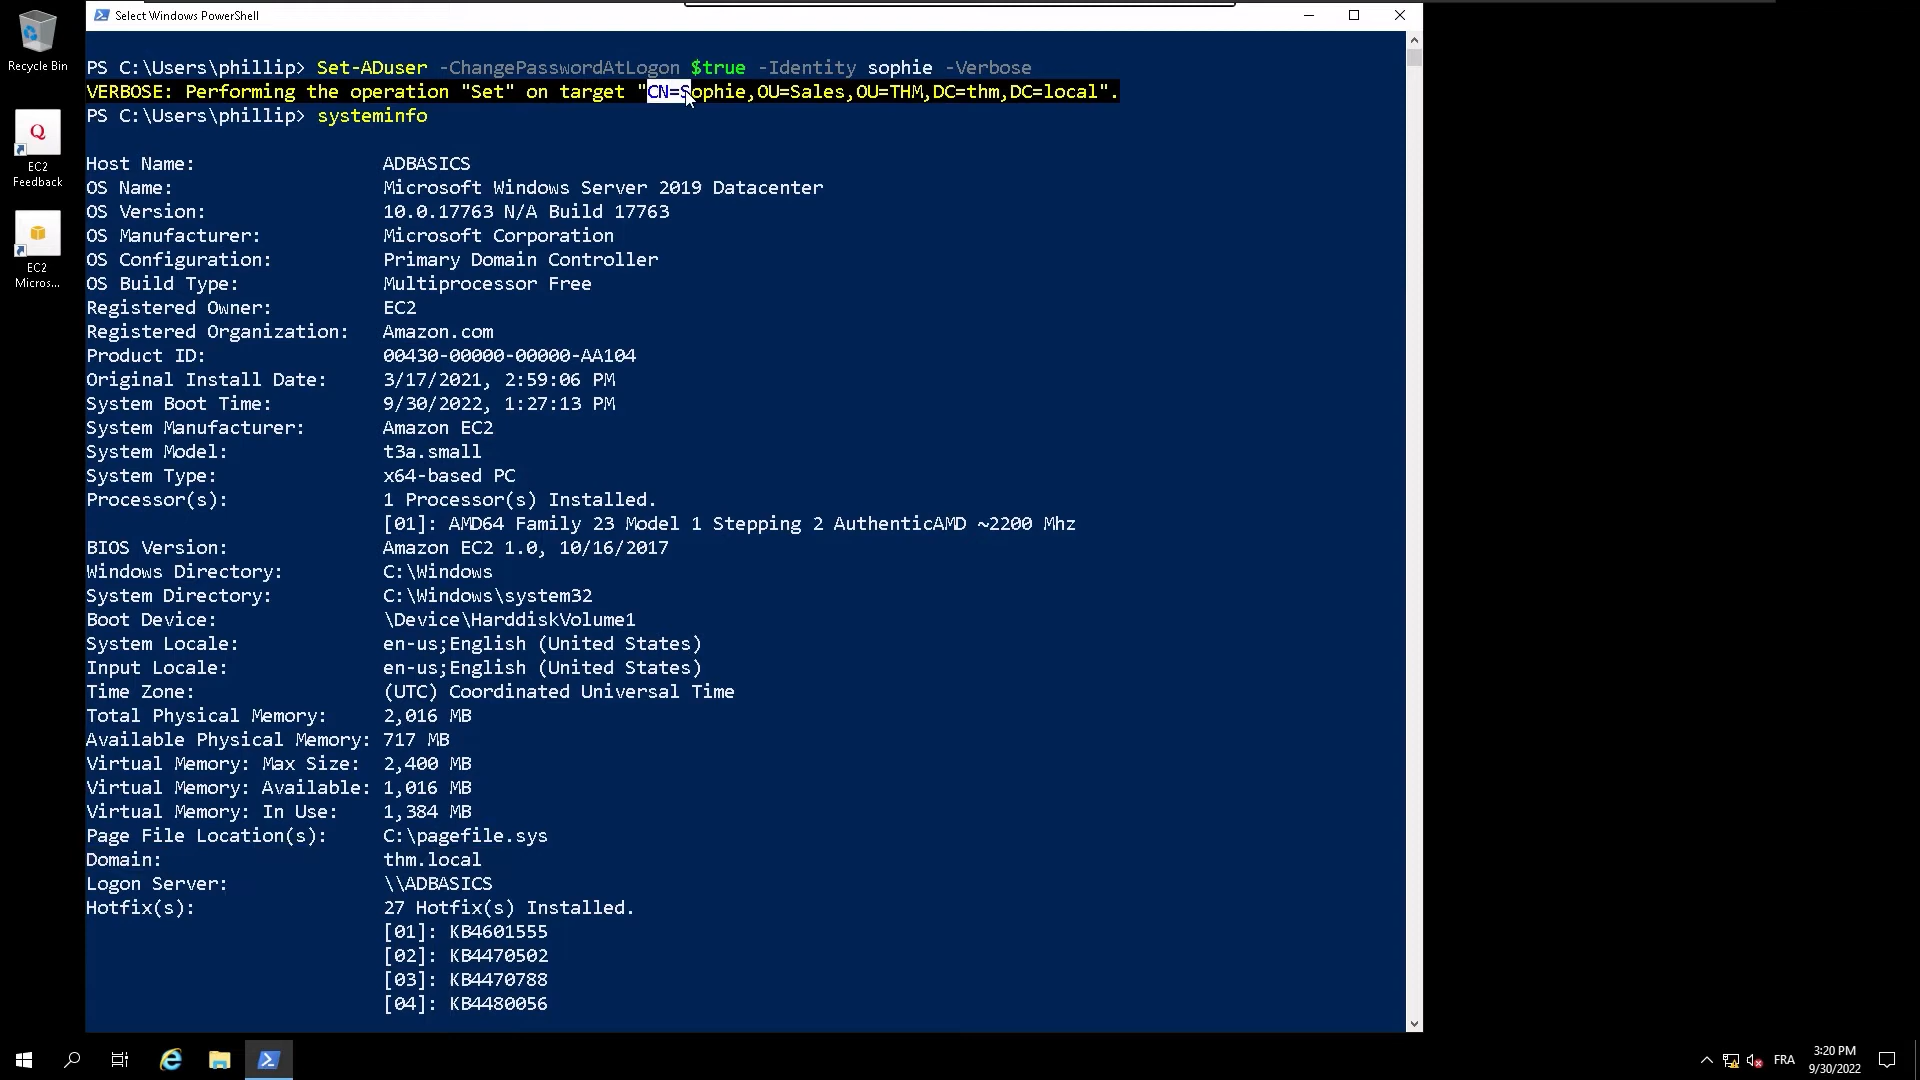 Select Windows PowerShell
Recycle Bin
EC2
Feedback
EC2
Micros...
PS C:\Users\phillip> Set-ADuser -ChangePasswordAtLogon $true -Identity sophie -Verbose
VERBOSE: Performing the operation "Set" on target "CN=Sophie,OU=Sales,OU=THM,DC=thm,DC=local".
PS C:\Users\phillip> systeminfo
Host Name: ADBASICS
OS Name: Microsoft Windows Server 2019 Datacenter
OS Version: 10.0.17763 N/A Build 17763
OS Manufacturer: Microsoft Corporation
OS Configuration: Primary Domain Controller
OS Build Type: Multiprocessor Free
Registered Owner: EC2
Registered Organization: Amazon.com
Product ID: 00430-00000-00000-AA104
Original Install Date: 3/17/2021, 2:59:06 PM
System Boot Time: 9/30/2022, 1:27:13 PM
System Manufacturer: Amazon EC2
System Model: t3a.small
System Type: x64-based PC
Processor(s): 1 Processor(s) Installed.
[01]: AMD64 Family 23 Model 1 Stepping 2 AuthenticAMD ~2200 Mhz
BIOS Version: Amazon EC2 1.0, 10/16/2017
Windows Directory: C:\Windows
System Directory: C:\Windows\system32
Boot Device: \Device\HarddiskVolume1
System Locale: en-us;English (United States)
Input Locale: en-us;English (United States)
Time Zone: (UTC) Coordinated Universal Time
Total Physical Memory: 2,016 MB
Available Physical Memory: 717 MB
Virtual Memory: Max Size: 2,400 MB
Virtual Memory: Available: 1,016 MB
Virtual Memory: In Use: 1,384 MB
Page File Location(s): C:\pagefile.sys
Domain: thm.local
Logon Server: \\ADBASICS
Hotfix(s): 27 Hotfix(s) Installed.
[01]: KB4601555
[02]: KB4470502
[03]: KB4470788
[04]: KB4480056
FRA
3:20 PM
9/30/2022